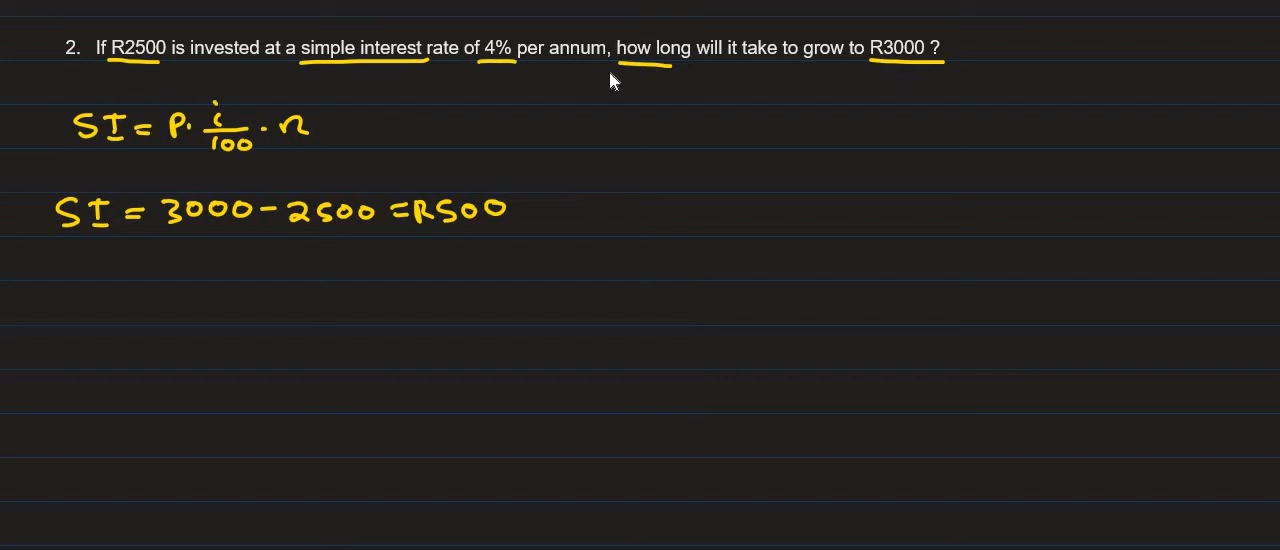 2. If R2500 is invested at a simple interest rate of 4% per annum, how long will it take to grow to R3000 ?
SI = P. i/100 . n
SI = 3000 - 2500 = R500